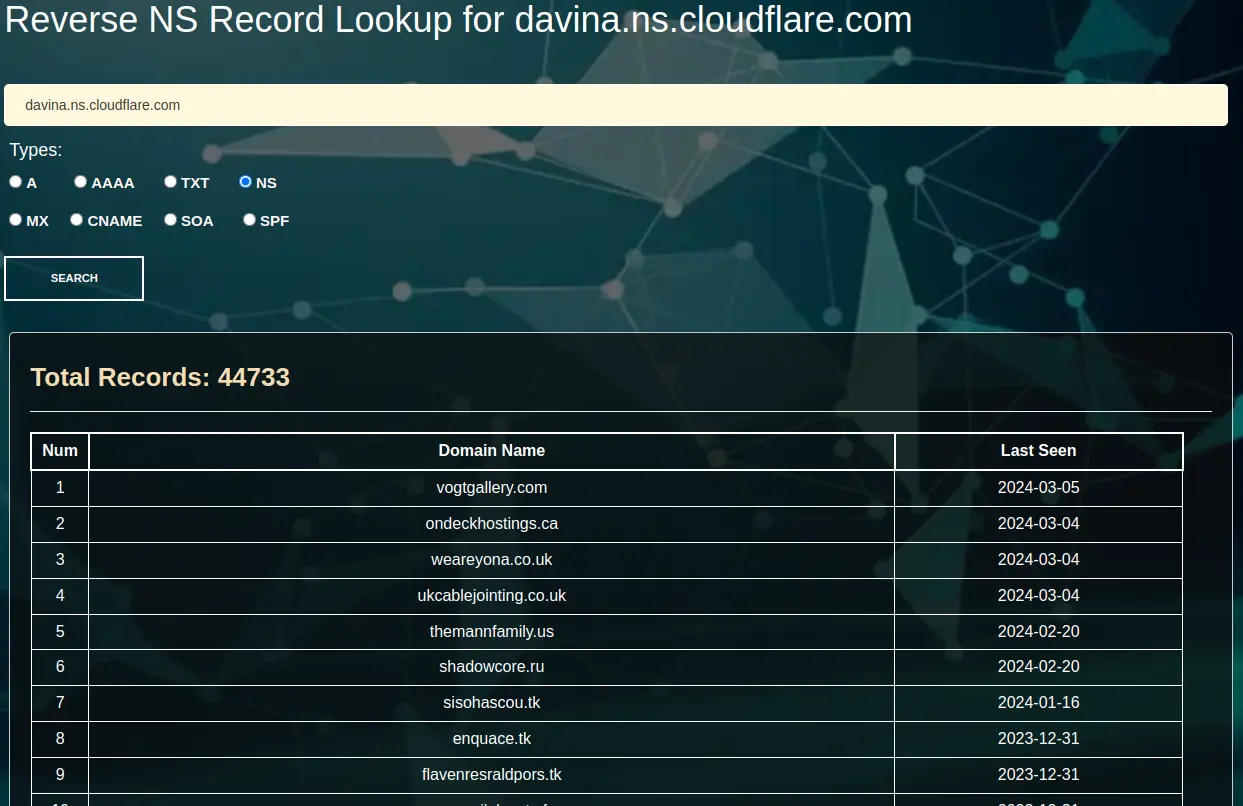 Reverse NS Record Lookup for davina.ns.cloudflare.com
davina.ns.cloudflare.com
Types:
A AAAA TXT NS
MX CNAME SOA SPF
SEARCH
Total Records: 44733
Num Domain Name Last Seen
1 vogtgallery.com 2024-03-05
2 ondeckhostings.ca 2024-03-04
3 weareyona.co.uk 2024-03-04
4 ukcablejointing.co.uk 2024-03-04
5 themannfamily.us 2024-02-20
6 shadowcore.ru 2024-02-20
7 sisohascou.tk 2024-01-16
8 enquace.tk 2023-12-31
9 flavenresraldpors.tk 2023-12-31